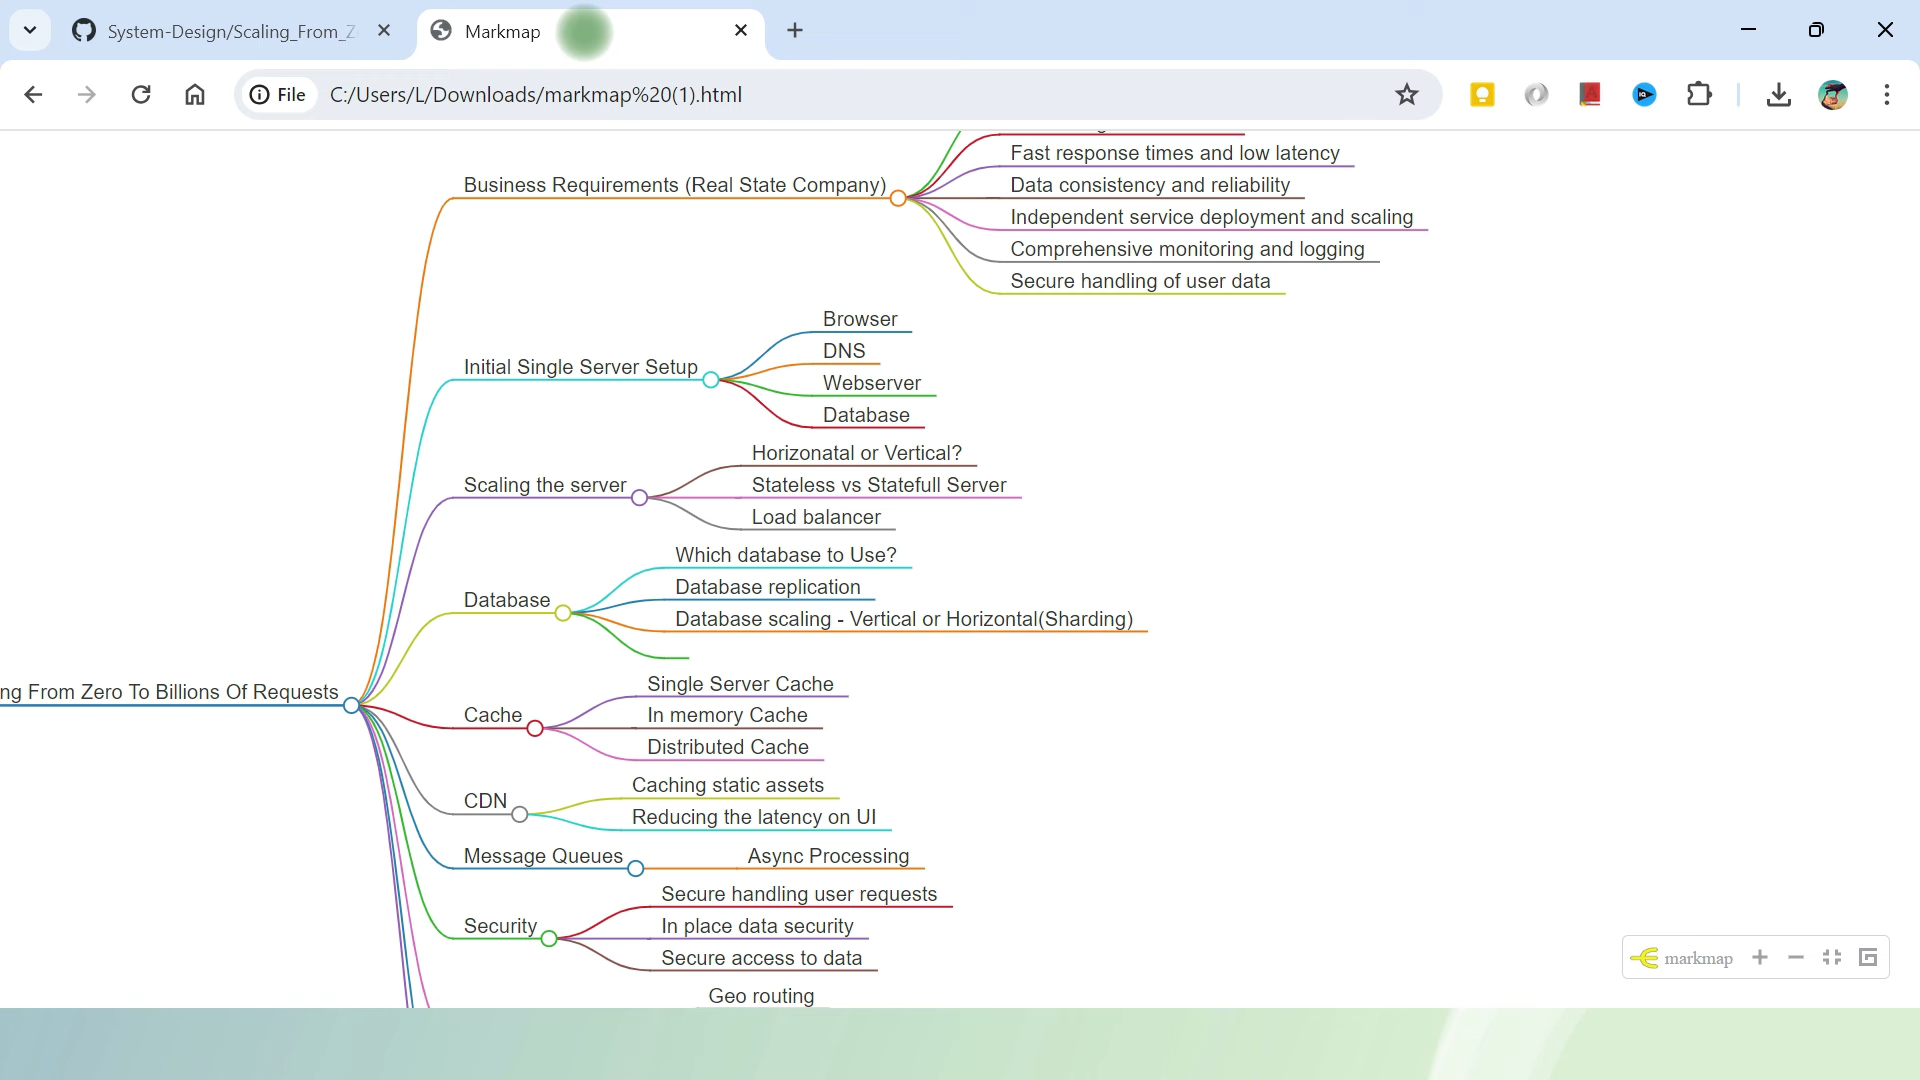 System-Design/Scaling_From_Z
Markmap
File
C:/Users/L/Downloads/markmap%20(1).html
Fast response times and low latency
Business Requirements (Real State Company)
Data consistency and reliability
Independent service deployment and scaling
Comprehensive monitoring and logging
Secure handling of user data
Browser
DNS
Initial Single Server Setup
Webserver
Database
Horizonatal or Vertical?
Scaling the server
Stateless vs Statefull Server
Load balancer
Which database to Use?
Database replication
Database
Database scaling - Vertical or Horizontal(Sharding)
ng From Zero To Billions Of Requests
Single Server Cache
Cache
In memory Cache
Distributed Cache
Caching static assets
CDN
Reducing the latency on UI
Message Queues
Async Processing
Secure handling user requests
Security
In place data security
Secure access to data
markmap
Geo routing